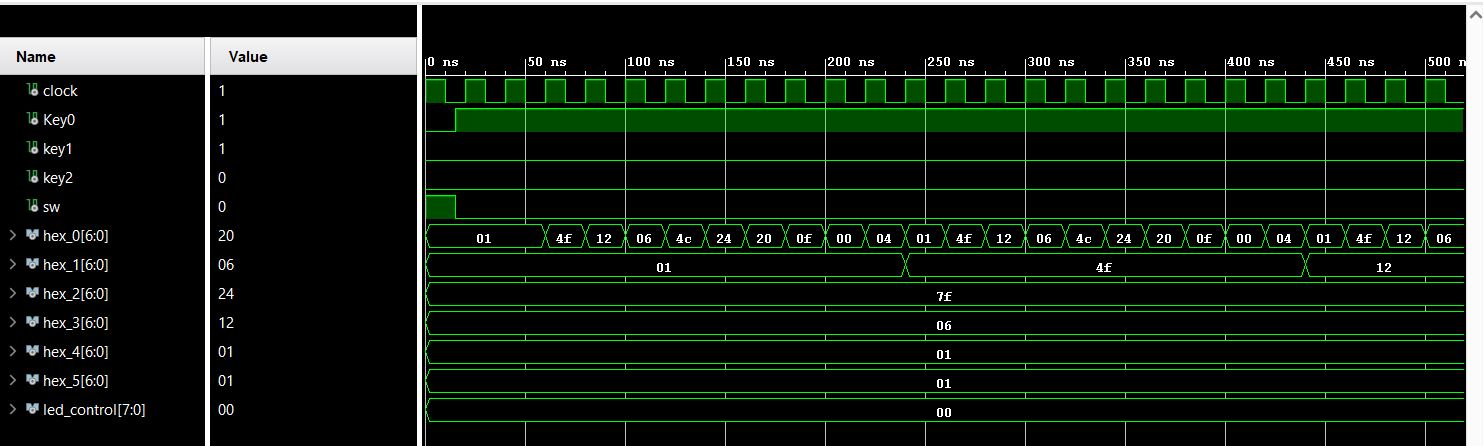 Name Value
0 ns 50 ns 100 ns 150 ns 200 ns 250 ns 300 ns 350 ns 400 ns 450 ns 500 n
clock 1
Key0 1
key1 1
key2 0
sw 0
hex_0[6:0] 20 01 4f 12 06 4c 24 20 0f 00 04 01 4f 12 06 4c 24 20 0f 00 04 01 4f 12 06
hex_1[6:0] 06 01 4f 12
hex_2[6:0] 24 7f
hex_3[6:0] 12 06
hex_4[6:0] 01 01
hex_5[6:0] 01 01
led_control[7:0] 00 00